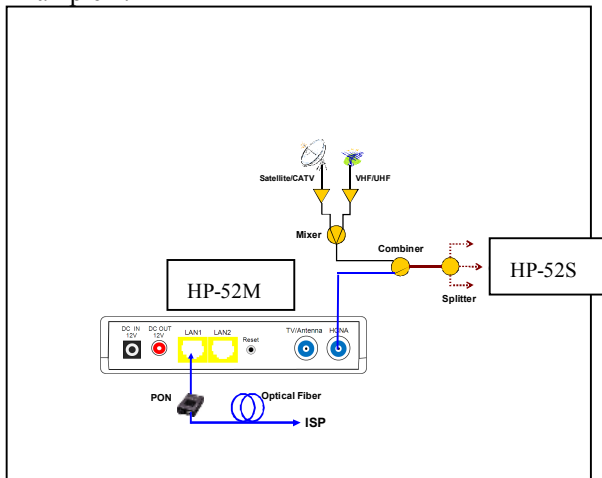 Satellite/CATV
VHF/UHF
Mixer
Combiner
HP-52S
HP-52M
Splitter
DC IN
12V
DC OUT
12V
LAN1
LAN2
Reset
TV/Antenna
HCNA
PON
Optical Fiber
ISP